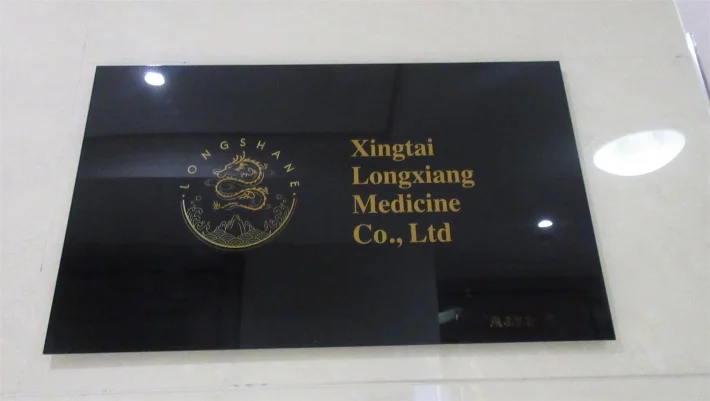 LONGSHANE
Xingtai
Longxiang
Medicine
Co., Ltd